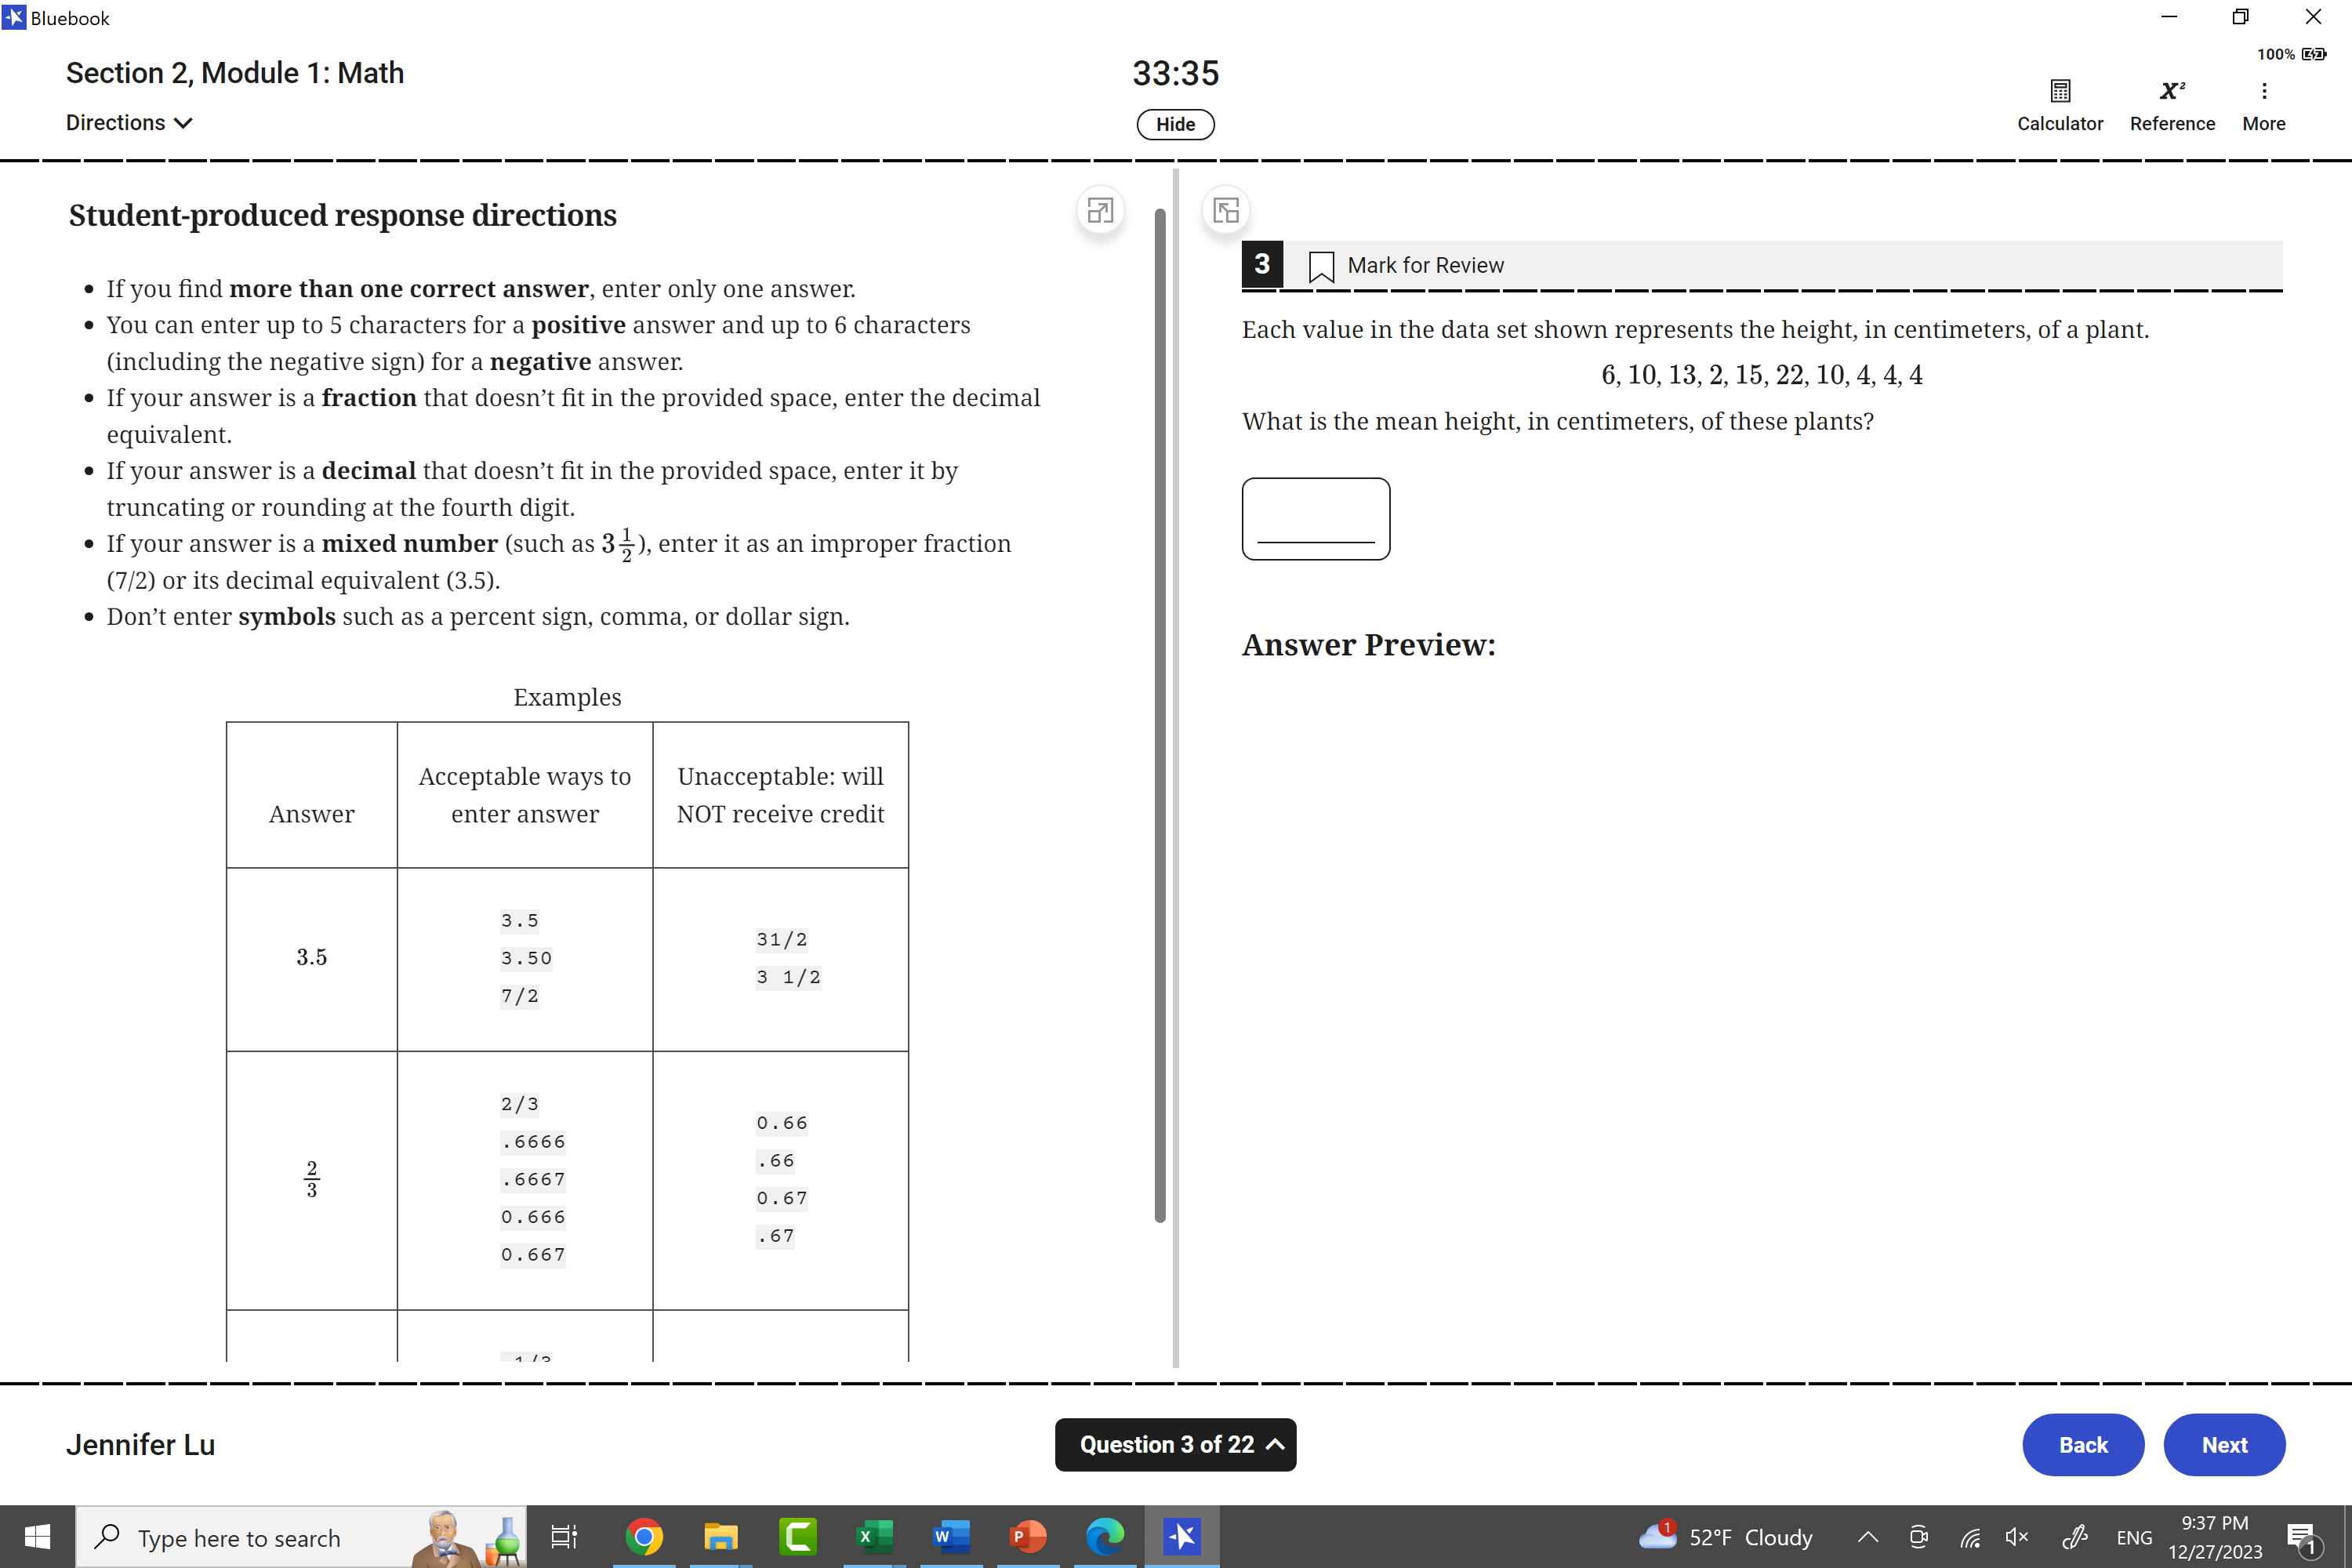 Bluebook
100%
Section 2, Module 1: Math
33:35
Directions
Hide
Calculator
Reference
More
Student-produced response directions
• If you find more than one correct answer, enter only one answer.
• You can enter up to 5 characters for a positive answer and up to 6 characters
(including the negative sign) for a negative answer.
• If your answer is a fraction that doesn’t fit in the provided space, enter the decimal
equivalent.
• If your answer is a decimal that doesn’t fit in the provided space, enter it by
truncating or rounding at the fourth digit.
• If your answer is a mixed number (such as 3 1/2), enter it as an improper fraction
(7/2) or its decimal equivalent (3.5).
• Don’t enter symbols such as a percent sign, comma, or dollar sign.
Examples
Answer
Acceptable ways to
enter answer
Unacceptable: will
NOT receive credit
3.5
3.5
3.50
7/2
31/2
3 1/2
2/3
2/3
.6666
.6667
0.666
0.667
0.66
.66
0.67
.67
3
Mark for Review
Each value in the data set shown represents the height, in centimeters, of a plant.
6, 10, 13, 2, 15, 22, 10, 4, 4, 4
What is the mean height, in centimeters, of these plants?
Answer Preview:
Jennifer Lu
Question 3 of 22
Back
Next
Type here to search
1
52°F Cloudy
ENG
9:37 PM
12/27/2023
1